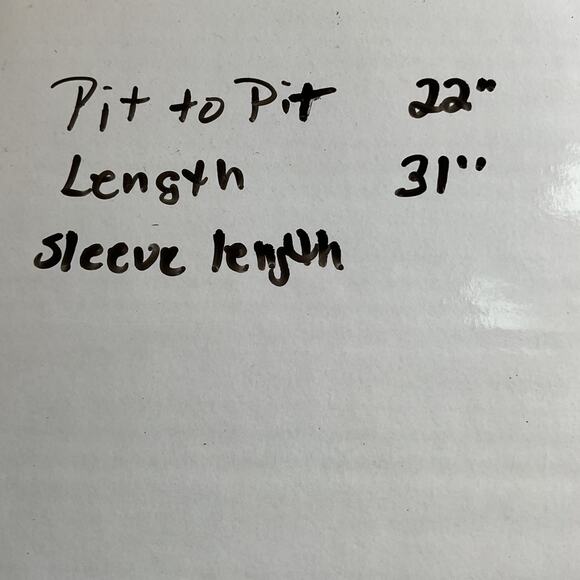 Pit to Pit 22"
Length 31"
Sleeve length